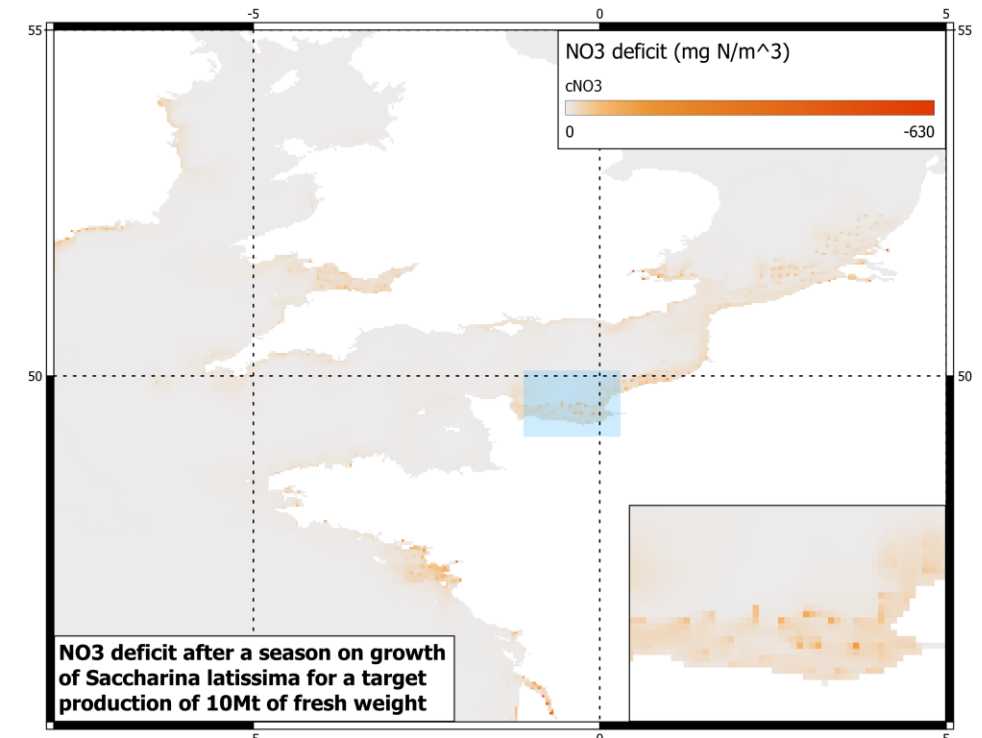 -5 0 5
55 55
NO3 deficit (mg N/m^3)
cNO3
0 -630
50 50
NO3 deficit after a season on growth
of Saccharina latissima for a target
production of 10Mt of fresh weight
-5 0 5